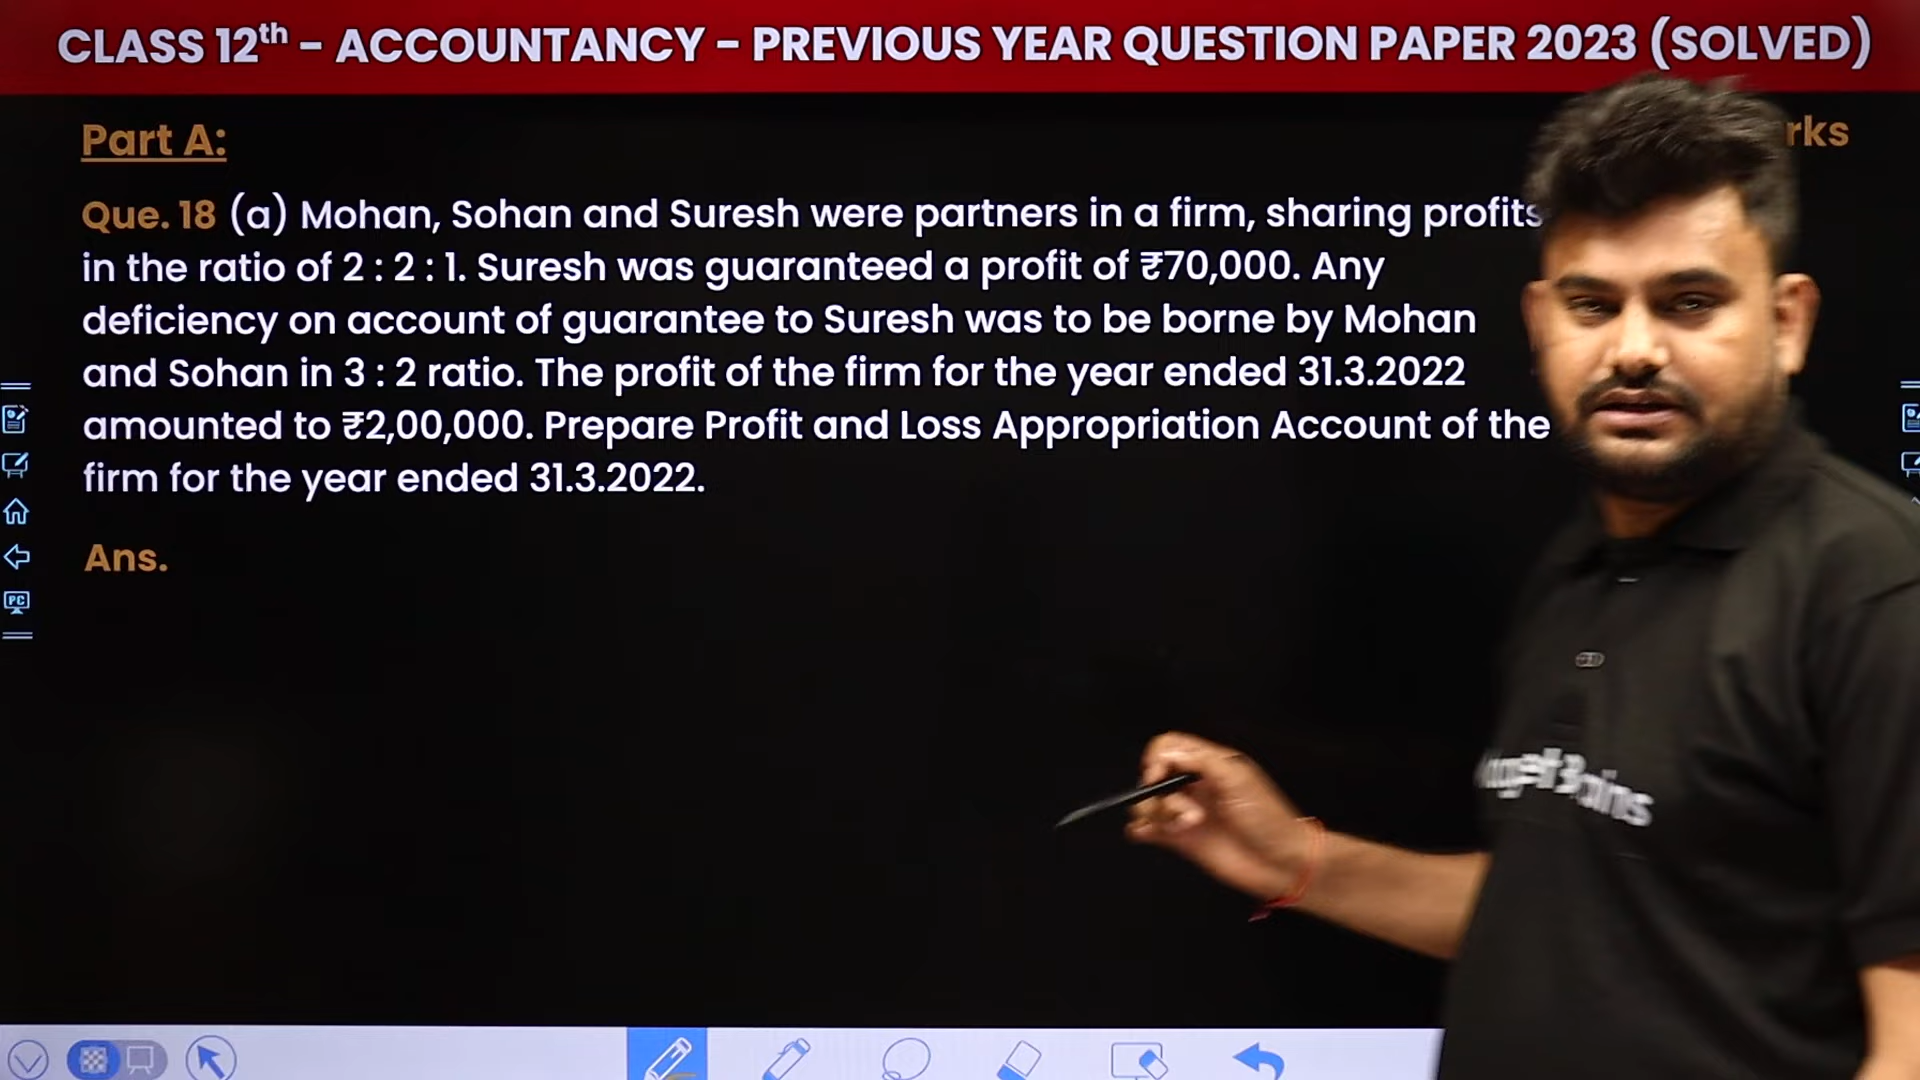 CLASS 12th - ACCOUNTANCY - PREVIOUS YEAR QUESTION PAPER 2023 (SOLVED)
Part A:
Que. 18 (a) Mohan, Sohan and Suresh were partners in a firm, sharing profits
in the ratio of 2 : 2 : 1. Suresh was guaranteed a profit of ₹70,000. Any
deficiency on account of guarantee to Suresh was to be borne by Mohan
and Sohan in 3 : 2 ratio. The profit of the firm for the year ended 31.3.2022
amounted to ₹2,00,000. Prepare Profit and Loss Appropriation Account of the
firm for the year ended 31.3.2022.
Ans.
PC